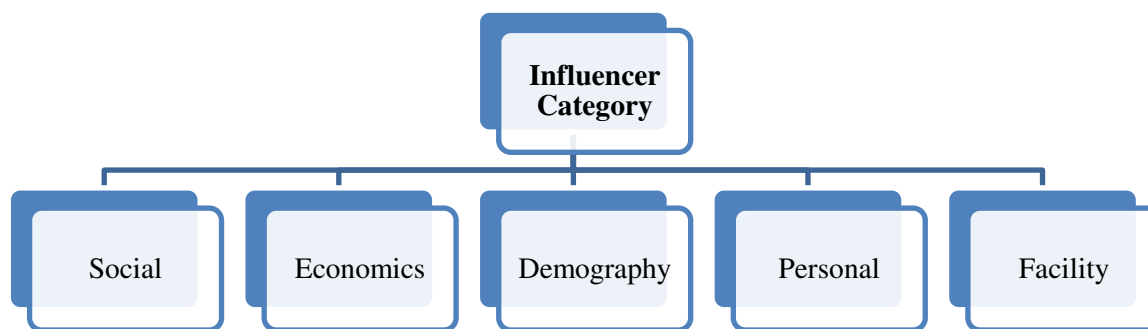 Influencer
Category
Social
Economics
Demography
Personal
Facility